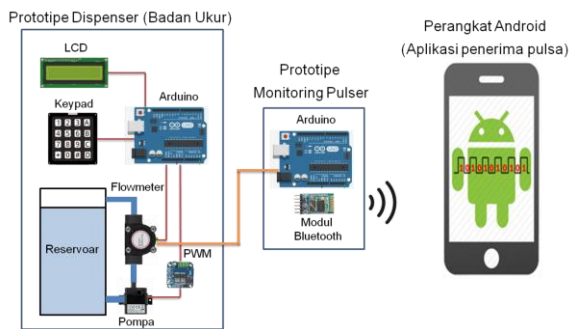 Prototipe Dispenser (Badan Ukur)
LCD
Keypad
Arduino
Flowmeter
Reservoar
PWM
Pompa
Prototipe
Monitoring Pulser
Arduino
Modul
Bluetooth
Perangkat Android
(Aplikasi penerima pulsa)